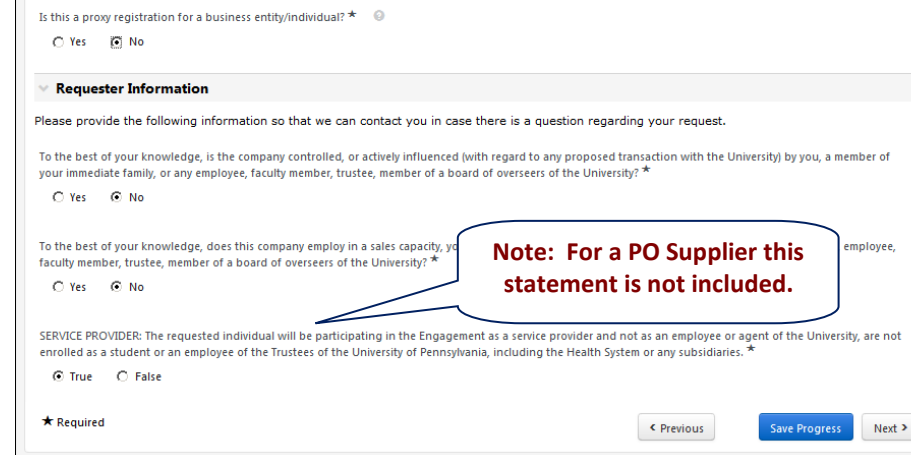 Is this a proxy registration for a business entity/individual? ★ ?
Yes No
Requester Information
Please provide the following information so that we can contact you in case there is a question regarding your request.
To the best of your knowledge, is the company controlled, or actively influenced (with regard to any proposed transaction with the University) by you, a member of
your immediate family, or any employee, faculty member, trustee, member of a board of overseers of the University? ★
Yes No
To the best of your knowledge, does this company employ in a sales capacity, employee,
faculty member, trustee, member of a board of overseers of the University? ★
Yes No
Note: For a PO Supplier this
statement is not included.
SERVICE PROVIDER: The requested individual will be participating in the Engagement as a service provider and not as an employee or agent of the University, are not
enrolled as a student or an employee of the Trustees of the University of Pennsylvania, including the Health System or any subsidiaries. ★
True False
★ Required
< Previous Save Progress Next >